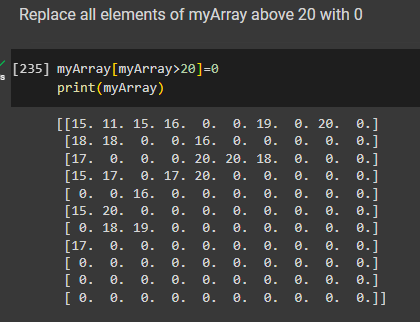 Replace all elements of myArray above 20 with 0
[235] myArray[myArray>20]=0
s
print(myArray)
[[15. 11. 15. 16.  0.  0. 19.  0. 20.  0.]
[18. 18.  0.  0. 16.  0.  0.  0.  0.  0.]
[17.  0.  0.  0. 20. 20. 18.  0.  0.  0.]
[15. 17.  0. 17. 20.  0.  0.  0.  0.  0.]
[ 0.  0. 16.  0.  0.  0.  0.  0.  0.  0.]
[15. 20.  0.  0.  0.  0.  0.  0.  0.  0.]
[ 0. 18. 19.  0.  0.  0.  0.  0.  0.  0.]
[17.  0.  0.  0.  0.  0.  0.  0.  0.  0.]
[ 0.  0.  0.  0.  0.  0.  0.  0.  0.  0.]
[ 0.  0.  0.  0.  0.  0.  0.  0.  0.  0.]
[ 0.  0.  0.  0.  0.  0.  0.  0.  0.  0.]]